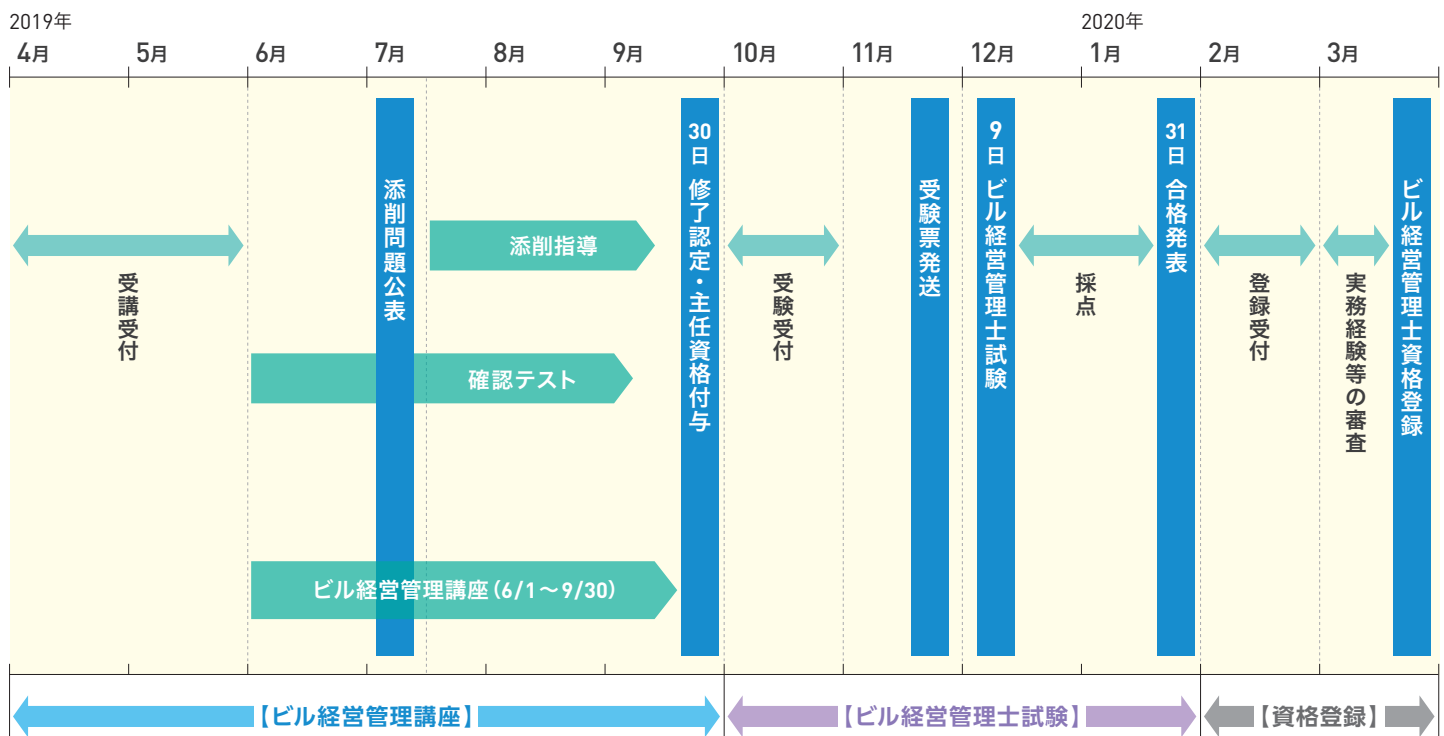 2019年
2020年
4月 5月 6月 7月 8月 9月 10月 11月 12月 1月 2月 3月
受講受付
添削問題公表
添削指導
確認テスト
ビル経営管理講座（6/1〜9/30）
30日 修了認定・主任資格付与
受験受付
受験票発送
9日 ビル経営管理士試験
採点
31日 合格発表
登録受付
実務経験等の審査
ビル経営管理士資格登録
【ビル経営管理講座】
【ビル経営管理士試験】
【資格登録】